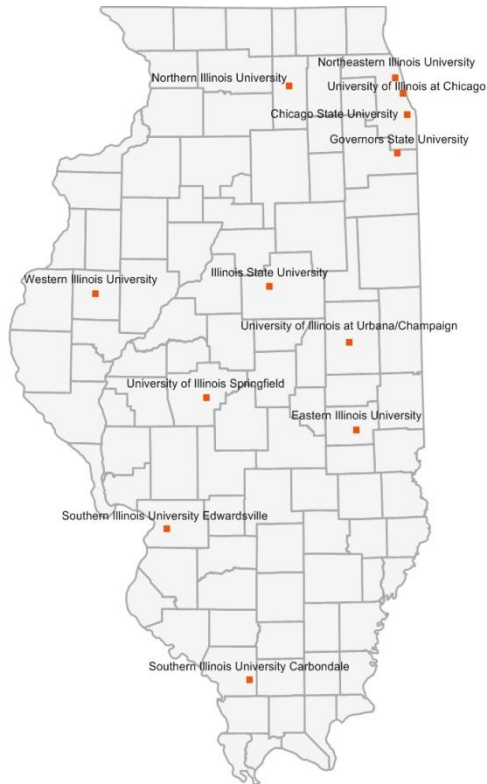 Northeastern Illinois University
Northern Illinois University
University of Illinois at Chicago
Chicago State University
Governors State University
Illinois State University
Western Illinois University
University of Illinois at Urbana/Champaign
University of Illinois Springfield
Eastern Illinois University
Southern Illinois University Edwardsville
Southern Illinois University Carbondale